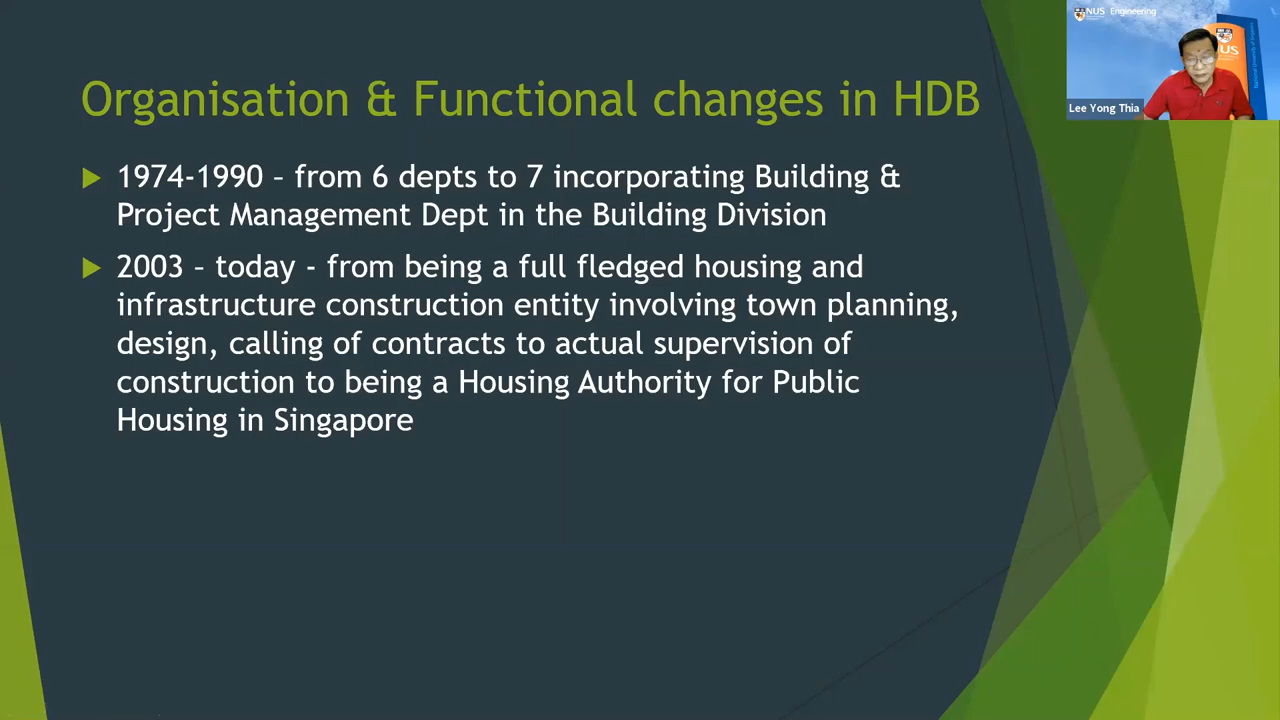 Organisation & Functional changes in HDB
1974-1990 – from 6 depts to 7 incorporating Building &
Project Management Dept in the Building Division
2003 – today - from being a full fledged housing and
infrastructure construction entity involving town planning,
design, calling of contracts to actual supervision of
construction to being a Housing Authority for Public
Housing in Singapore
NUS Engineering
NUS
Lee Yong Thia